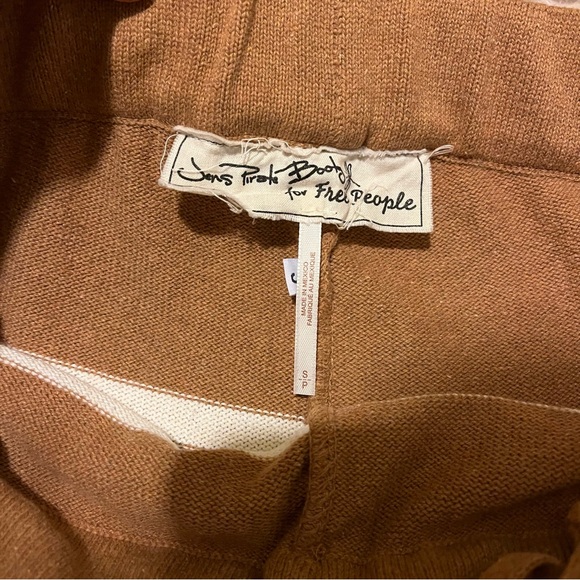 Jens Pirate Booty
for Free People
MADE IN MEXICO
FABRIQUÉ AU MEXIQUE
S, P,